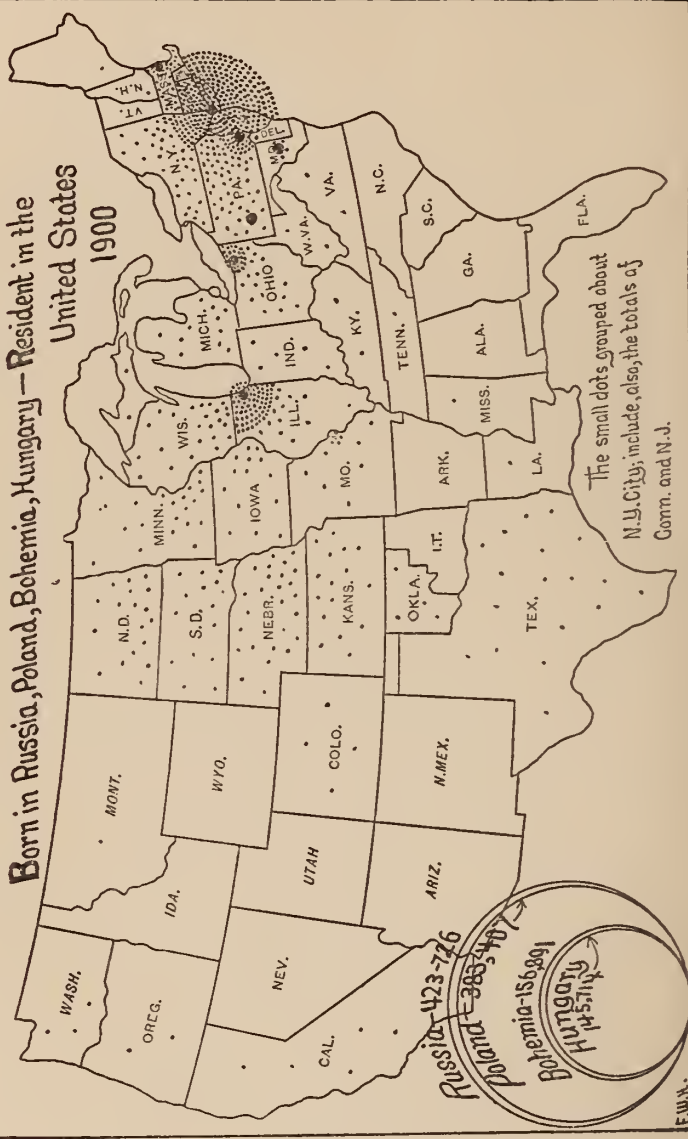 Born in Russia, Poland, Bohemia, Hungary — Resident in the
United States
1900
WASH.
OREG.
CAL.
NEV.
IDA.
MONT.
WYO.
UTAH
ARIZ.
COLO.
N.MEX.
N.D.
S.D.
NEBR.
KANS.
OKLA.
I.T.
TEX.
MINN.
IOWA
MO.
ARK.
LA.
WIS.
ILL.
MICH.
IND.
OHIO
KY.
TENN.
MISS.
ALA.
GA.
FLA.
S.C.
N.C.
VA.
W.VA.
PA.
N.Y.
VT.
N.H.
DEL.
Russia-423-726
Poland-383,407
Bohemia-156,891
Hungary
145,714
The small dots grouped about
N.Y. City; include, also, the totals of
Conn. and N.J.
F.W.H.